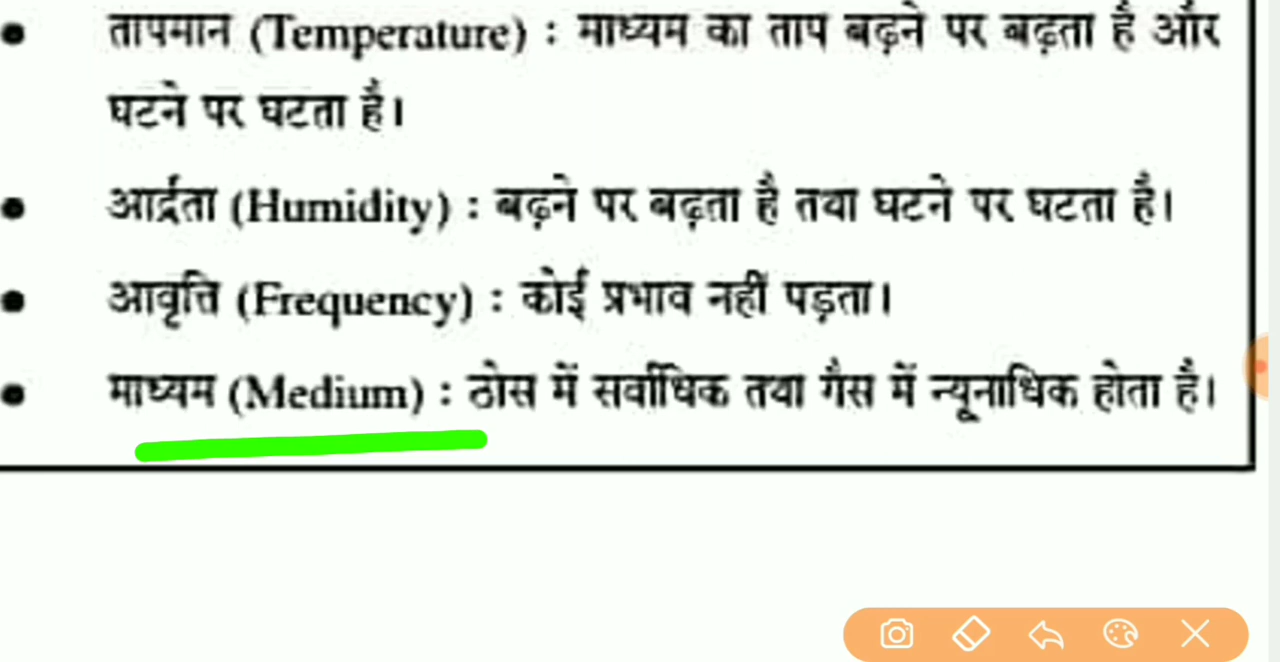 • तापमान (Temperature) : माध्यम का ताप बढ़ने पर बढ़ता है और
घटने पर घटता है।
• आर्द्रता (Humidity) : बढ़ने पर बढ़ता है तथा घटने पर घटता है।
• आवृत्ति (Frequency) : कोई प्रभाव नहीं पड़ता।
• माध्यम (Medium) : ठोस में सर्वाधिक तथा गैस में न्यूनाधिक होता है।